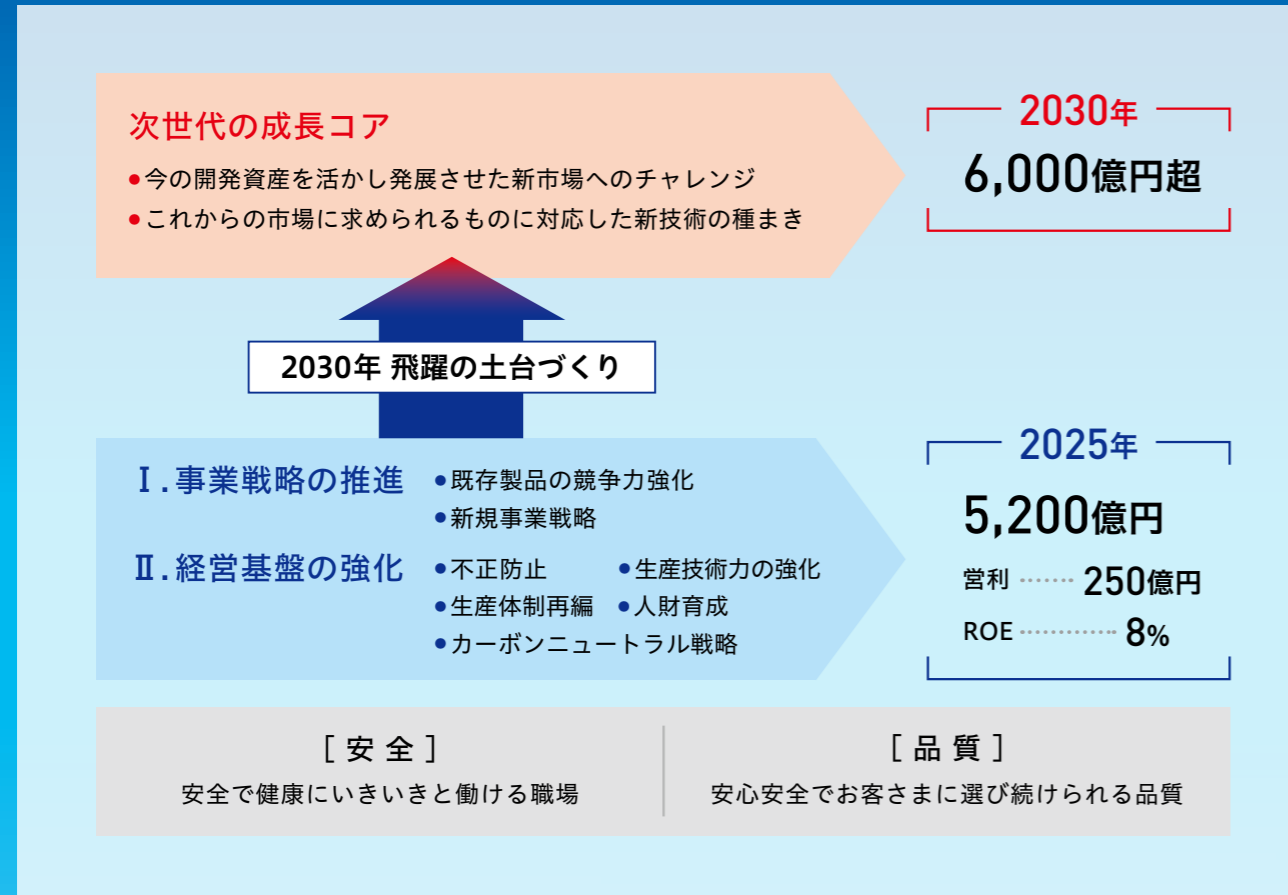 次世代の成長コア
●今の開発資産を活かし発展させた新市場へのチャレンジ
●これからの市場に求められるものに対応した新技術の種まき
2030年
6,000億円超
2030年 飛躍の土台づくり
Ⅰ.事業戦略の推進
●既存製品の競争力強化
●新規事業戦略
Ⅱ.経営基盤の強化
●不正防止 ●生産技術力の強化
●生産体制再編 ●人財育成
●カーボンニュートラル戦略
2025年
5,200億円
営利 ······· 250億円
ROE ············· 8%
[ 安 全 ]
安全で健康にいきいきと働ける職場
[ 品 質 ]
安心安全でお客さまに選び続けられる品質